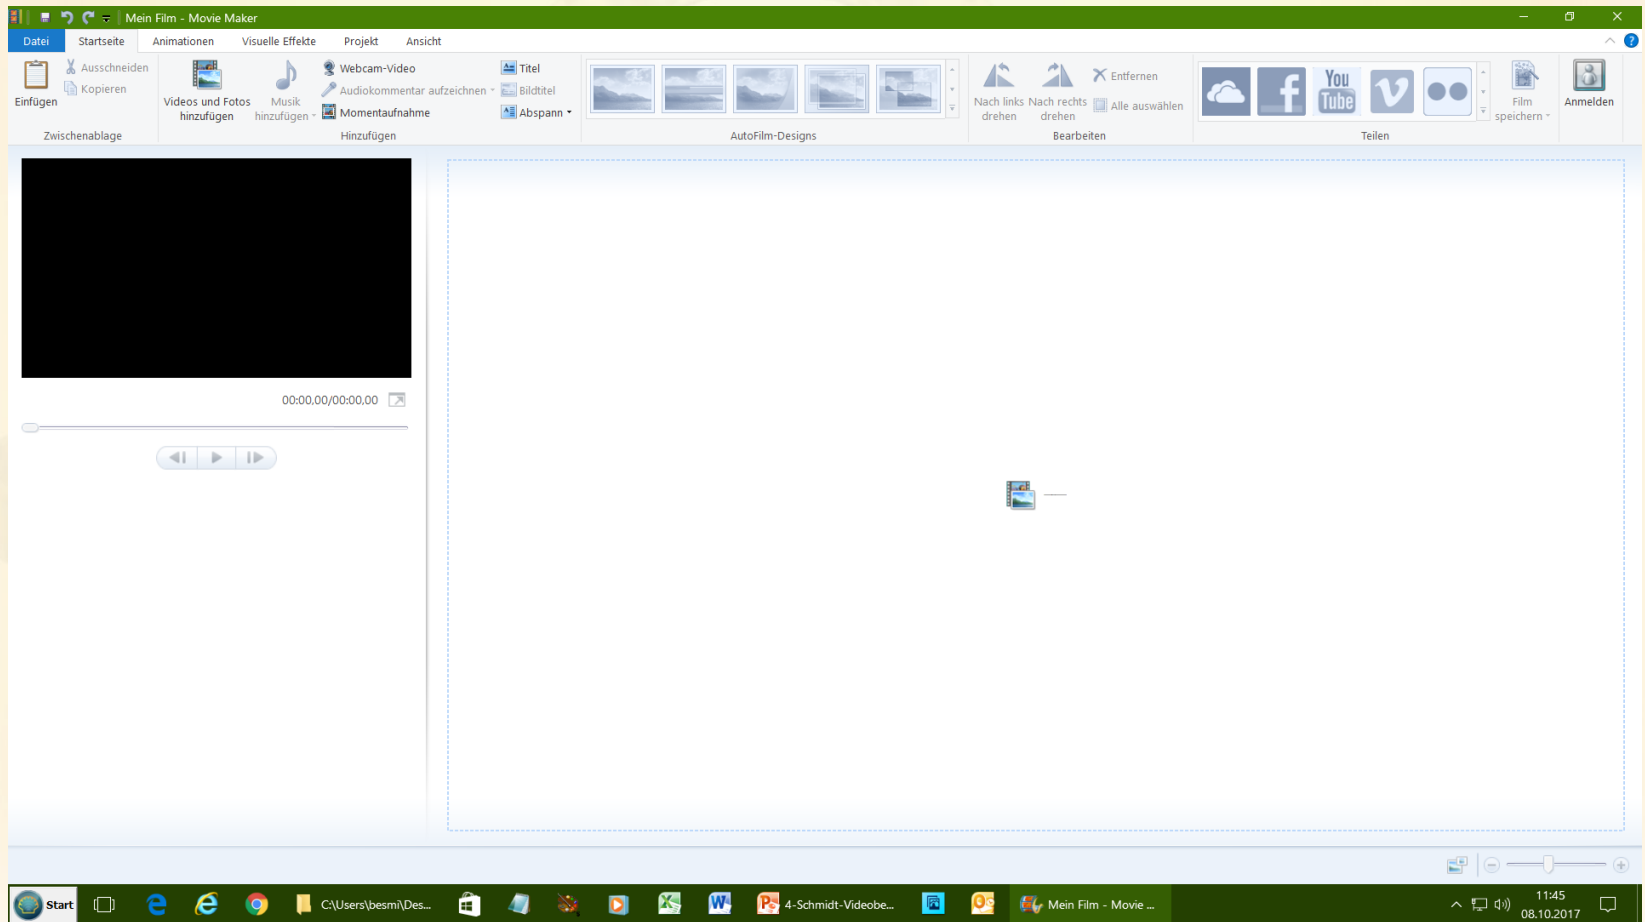 Mein Film - Movie Maker
Datei Startseite Animationen Visuelle Effekte Projekt Ansicht
Einfügen
Ausschneiden
Kopieren
Zwischenablage
Videos und Fotos
hinzufügen
Musik
hinzufügen
Webcam-Video
Audiokommentar aufzeichnen
Momentaufnahme
Titel
Bildtitel
Abspann
Hinzufügen
AutoFilm-Designs
Nach links
drehen
Nach rechts
drehen
Entfernen
Alle auswählen
Bearbeiten
You
Tube
Teilen
Film
speichern
Anmelden
00:00,00/00:00,00
Start
C:\Users\besmi\Des...
4-Schmidt-Videobe...
Mein Film - Movie ...
11:45
08.10.2017